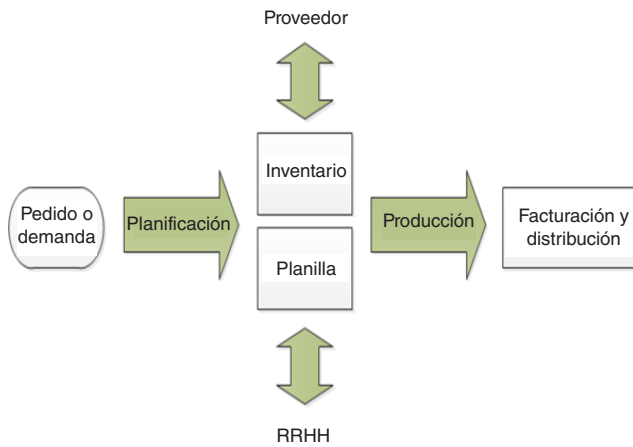 Proveedor
Inventario
Pedido o
demanda
Planificación
Producción
Facturación y
distribución
Planilla
RRHH